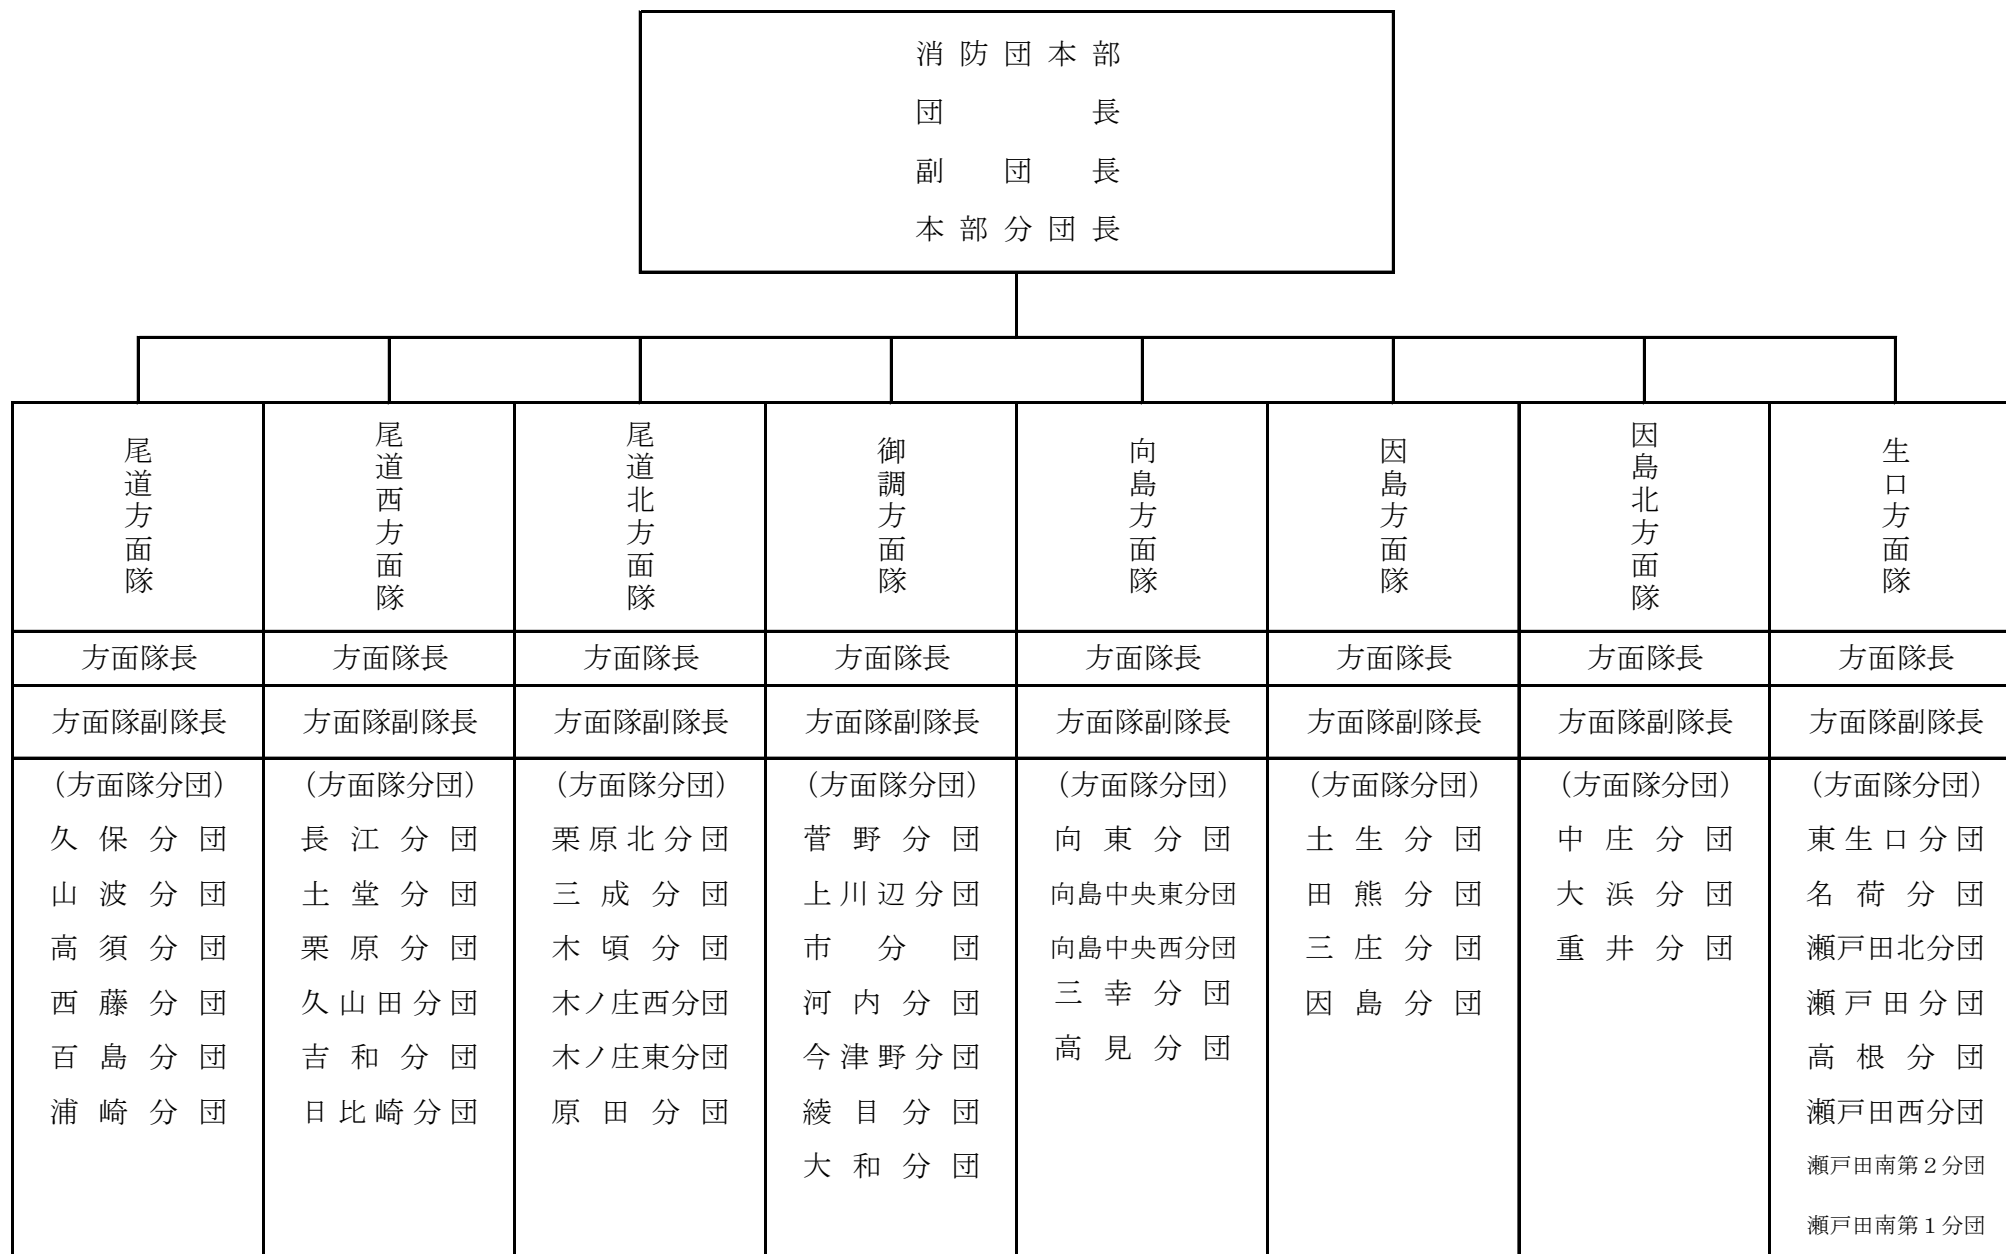 消防団本部
団長
副団長
本部分団長
尾道方面隊
尾道西方面隊
尾道北方面隊
御調方面隊
向島方面隊
因島方面隊
因島北方面隊
生口方面隊
方面隊長 方面隊長 方面隊長 方面隊長 方面隊長 方面隊長 方面隊長 方面隊長
方面隊副隊長 方面隊副隊長 方面隊副隊長 方面隊副隊長 方面隊副隊長 方面隊副隊長 方面隊副隊長 方面隊副隊長
(方面隊分団) (方面隊分団) (方面隊分団) (方面隊分団) (方面隊分団) (方面隊分団) (方面隊分団) (方面隊分団)
久保分団 長江分団 栗原北分団 菅野分団 向東分団 土生分団 中庄分団 東生口分団
山波分団 土堂分団 三成分団 上川辺分団 向島中央東分団 田熊分団 大浜分団 名荷分団
高須分団 栗原分団 木頃分団 市分団 向島中央西分団 三庄分団 重井分団 瀬戸田北分団
西藤分団 久山田分団 木ノ庄西分団 河内分団 三幸分団 因島分団 瀬戸田分団
百島分団 吉和分団 木ノ庄東分団 今津野分団 高見分団 高根分団
浦崎分団 日比崎分団 原田分団 綾目分団 瀬戸田西分団
大和分団 瀬戸田南第２分団
瀬戸田南第１分団